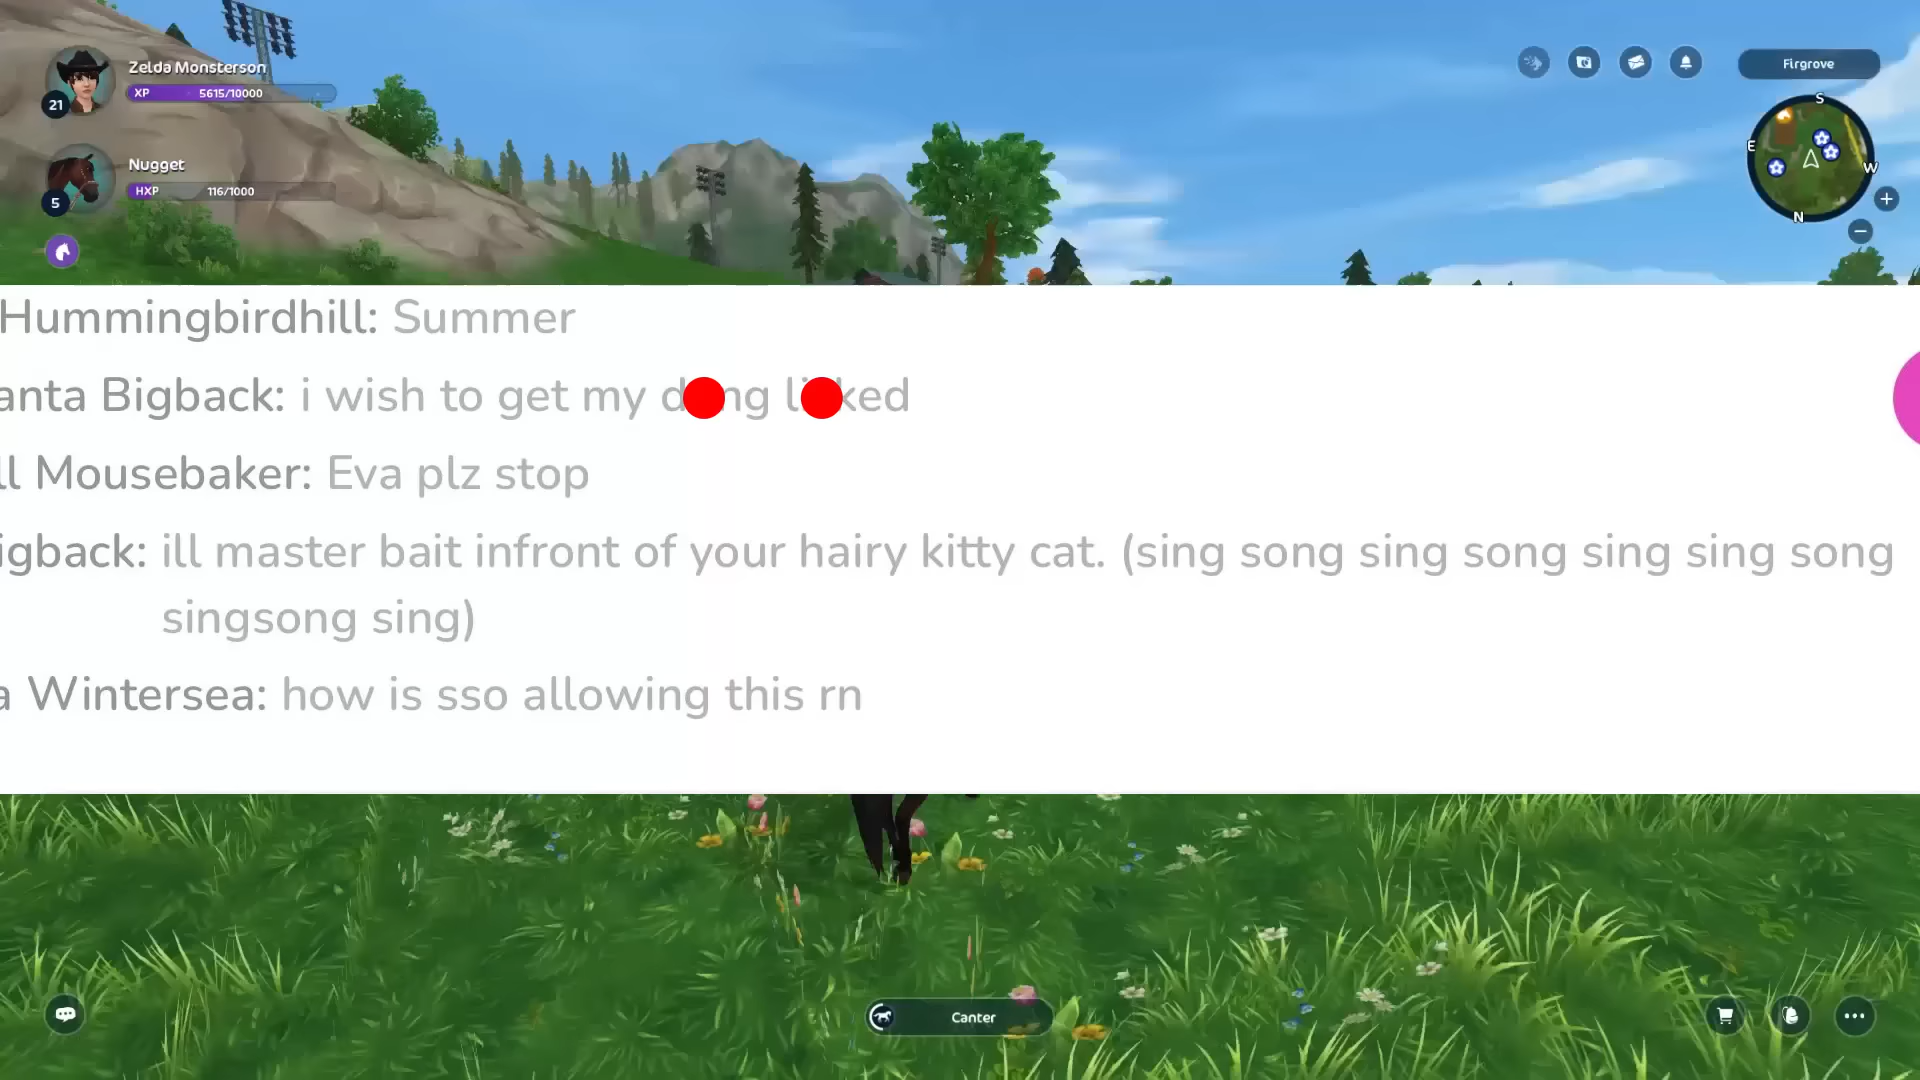 Zelda Monsterson
21
XP 5615/10000
Nugget
HXP 116/1000
5
Firgrove
S
E
W
N
Hummingbirdhill: Summer
anta Bigback: i wish to get my d ng l ked
ll Mousebaker: Eva plz stop
igback: ill master bait infront of your hairy kitty cat. (sing song sing song sing sing song
singsong sing)
a Wintersea: how is sso allowing this rn
Canter